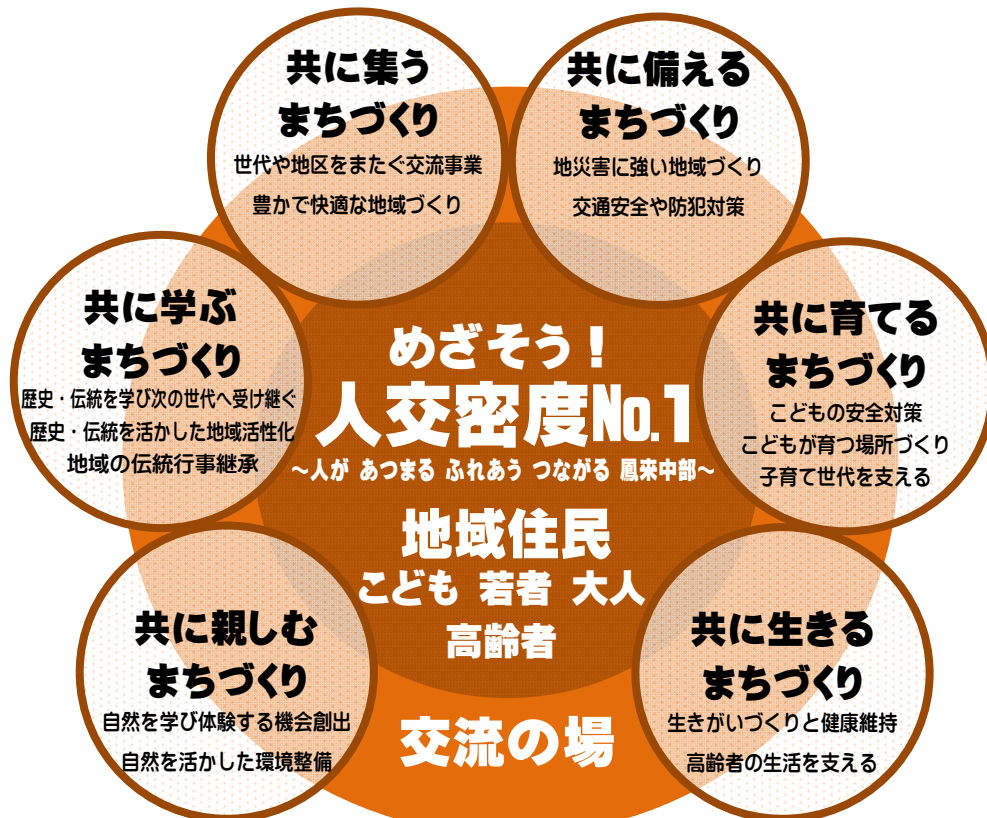 共に集う
まちづくり
世代や地区をまたぐ交流事業
豊かで快適な地域づくり
共に備える
まちづくり
地災害に強い地域づくり
交通安全や防犯対策
共に学ぶ
まちづくり
歴史・伝統を学び次の世代へ受け継ぐ
歴史・伝統を活かした地域活性化
地域の伝統行事継承
めざそう!
人交密度No.1
~人が あつまる ふれあう つながる 鳳来中部~
地域住民
こども 若者 大人
高齢者
交流の場
共に育てる
まちづくり
こどもの安全対策
こどもが育つ場所づくり
子育て世代を支える
共に親しむ
まちづくり
自然を学び体験する機会創出
自然を活かした環境整備
共に生きる
まちづくり
生きがいづくりと健康維持
高齢者の生活を支える